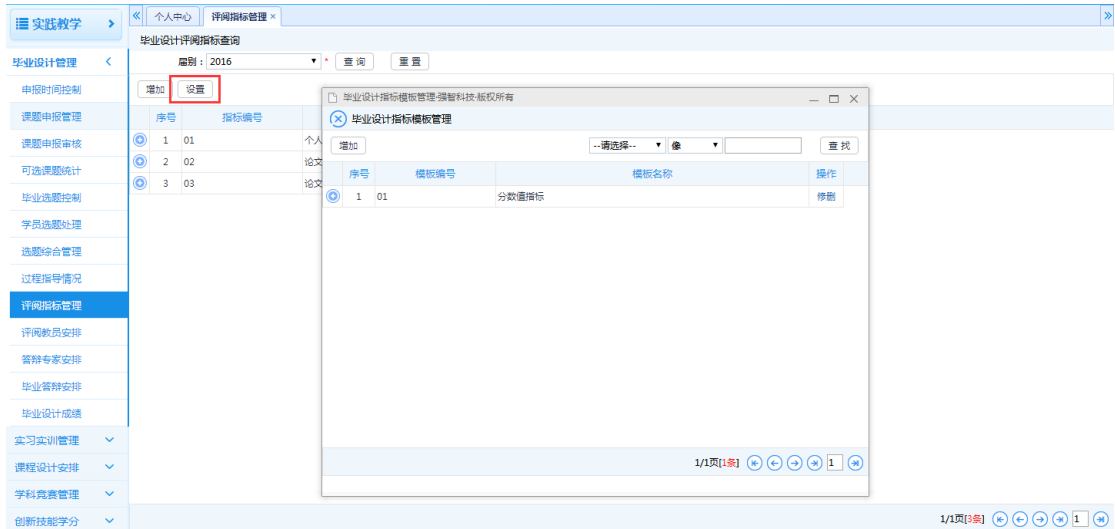 实践教学
毕业设计管理
申报时间控制
课题申报管理
课题申报审核
可选课题统计
毕业选题控制
学员选题处理
选题综合管理
过程指导情况
评阅指标管理
评阅教员安排
答辩专家安排
毕业答辩安排
毕业设计成绩
实习实训管理
课程设计安排
学科竞赛管理
创新技能学分
个人中心 评阅指标管理 ×
毕业设计评阅指标查询
届别：2016 * 查询 重置
增加 设置
序号 指标编号
1 01 个人
2 02 论文
3 03 论文
毕业设计指标模板管理-强智科技-版权所有
毕业设计指标模板管理
增加 --请选择-- 像 查找
序号 模板编号 模板名称 操作
1 01 分数值指标 修删
1/1页[1条] 1
1/1页[3条] 1